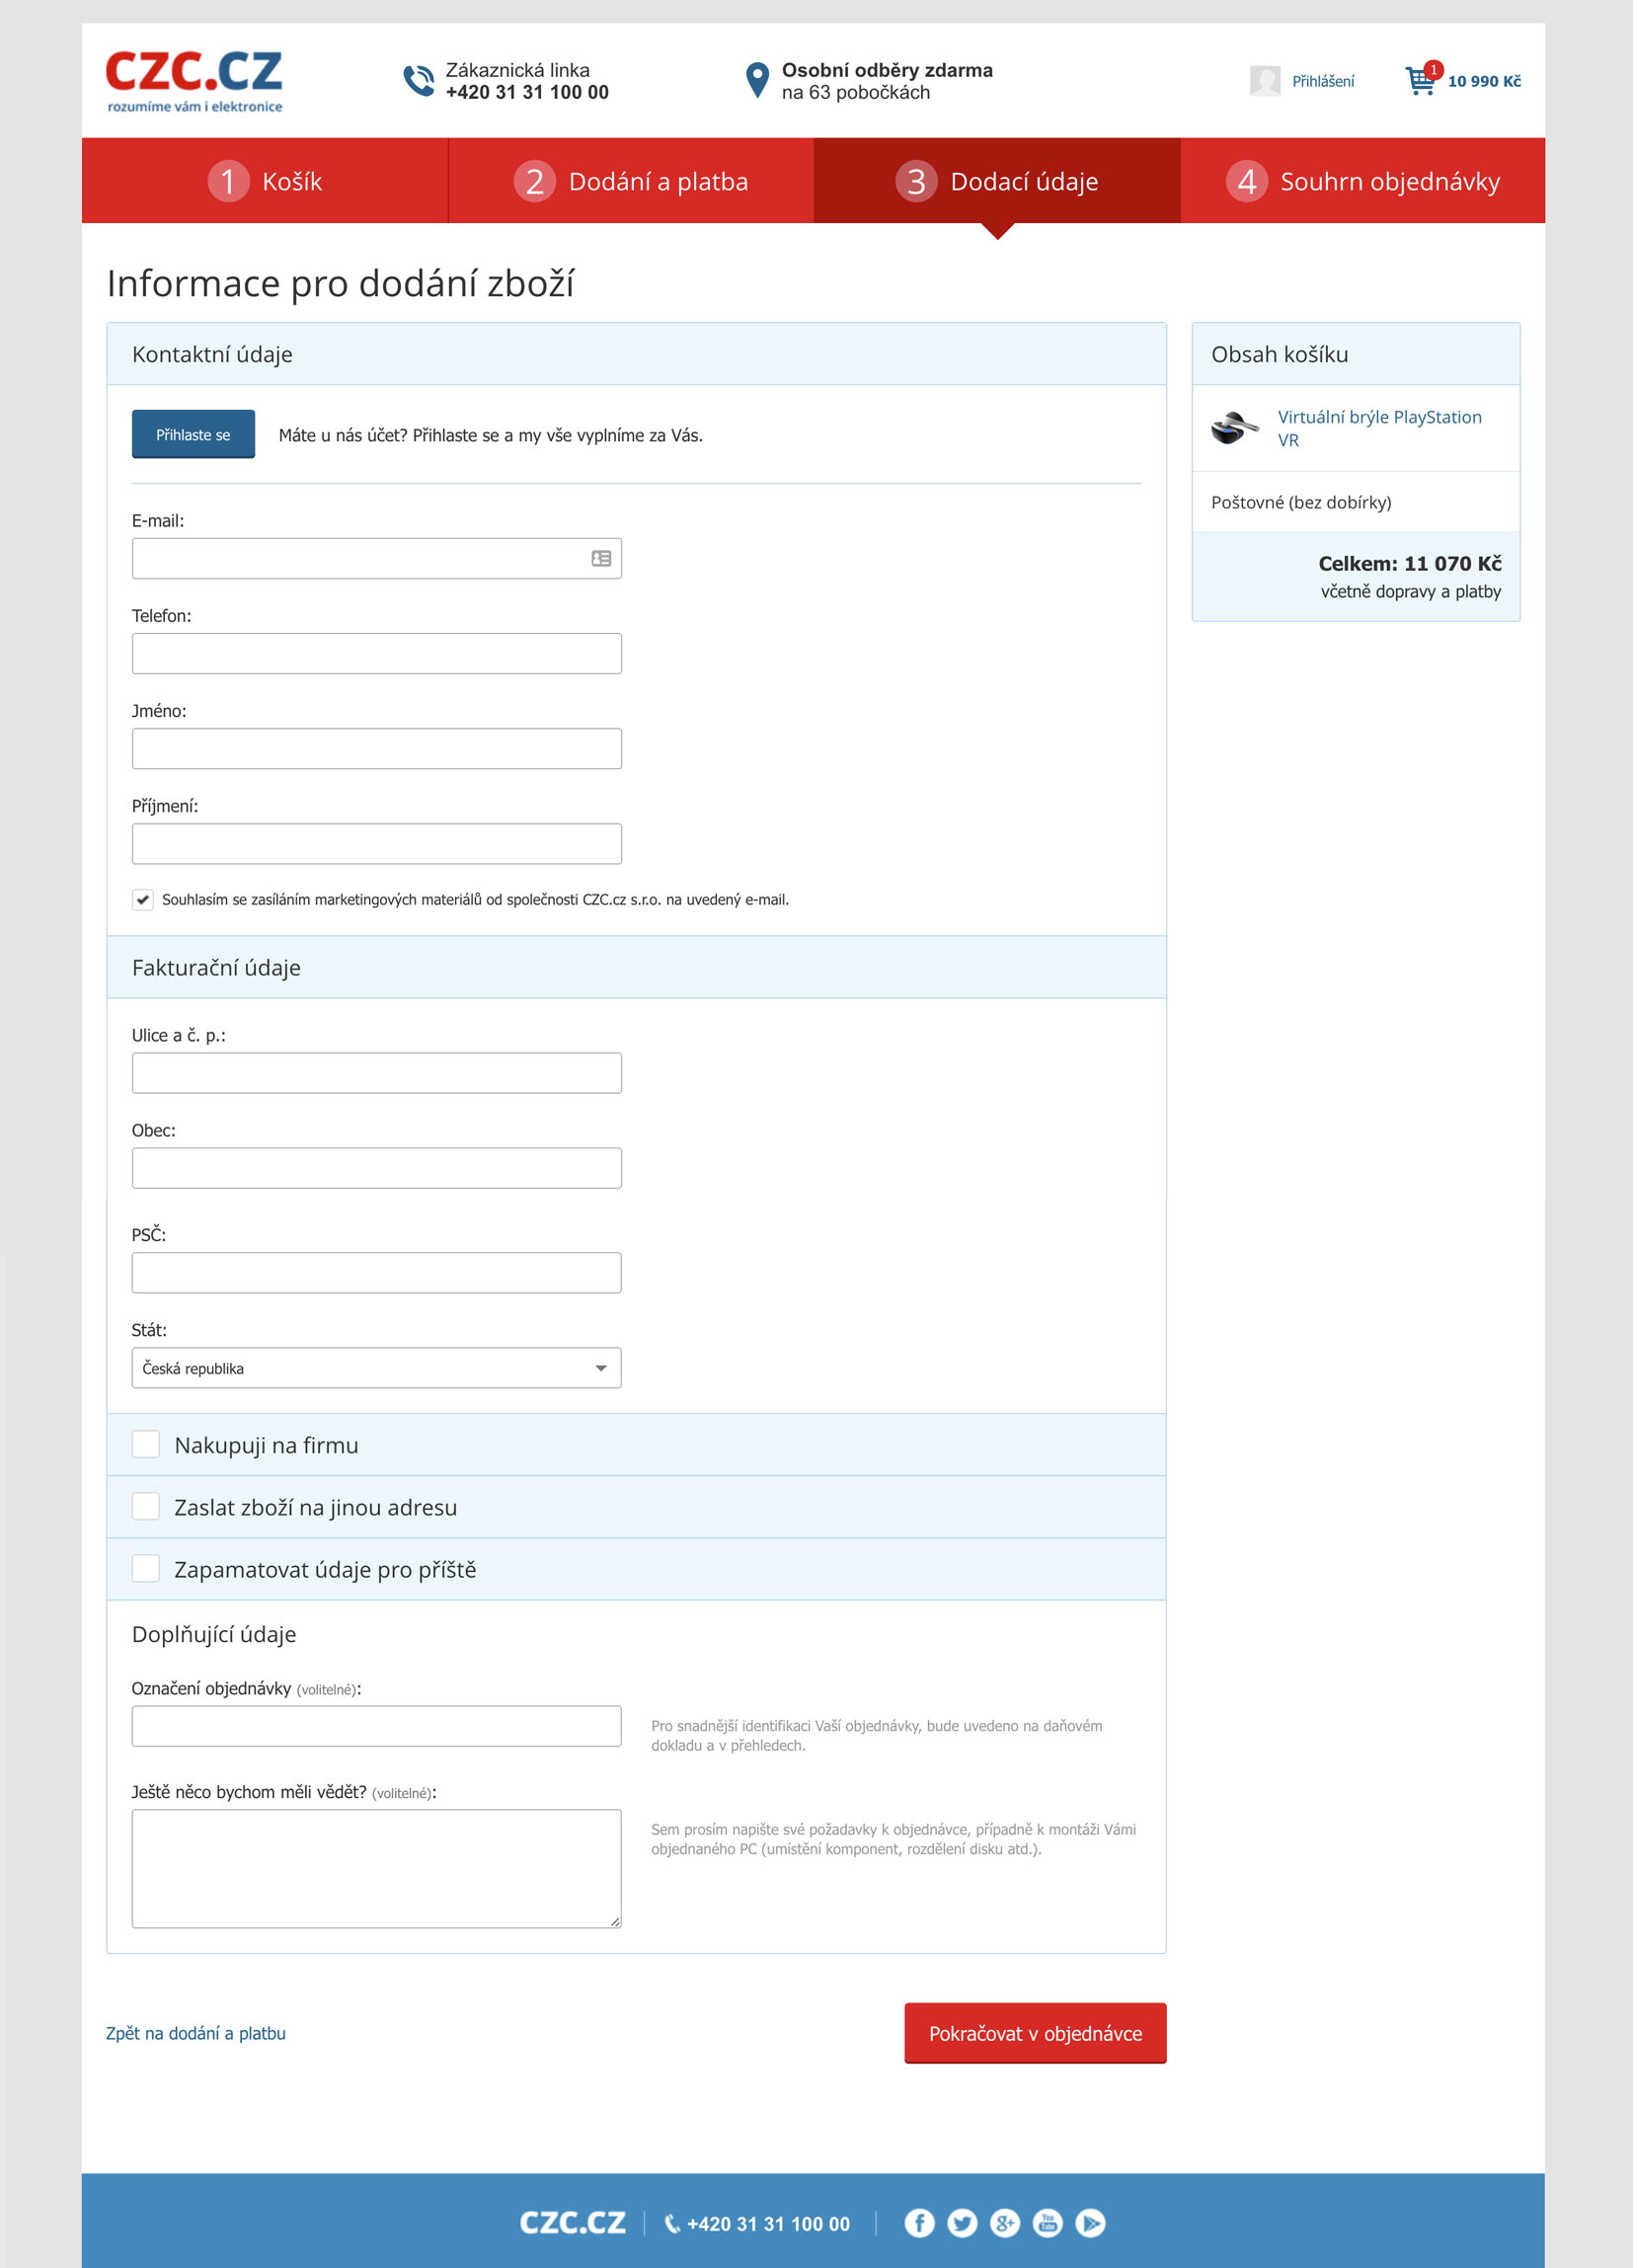 CZC.CZ
rozumíme vám i elektronice
Zákaznická linka
+420 31 31 100 00
Osobní odběry zdarma
na 63 pobočkách
Přihlášení
1
10 990 Kč
1 Košík
2 Dodání a platba
3 Dodací údaje
4 Souhrn objednávky
Informace pro dodání zboží
Kontaktní údaje
Přihlaste se
Máte u nás účet? Přihlaste se a my vše vyplníme za Vás.
E-mail:
Telefon:
Jméno:
Příjmení:
Souhlasím se zasíláním marketingových materiálů od společnosti CZC.cz s.r.o. na uvedený e-mail.
Fakturační údaje
Ulice a č. p.:
Obec:
PSČ:
Stát:
Česká republika
Nakupuji na firmu
Zaslat zboží na jinou adresu
Zapamatovat údaje pro příště
Doplňující údaje
Označení objednávky (volitelné):
Pro snadnější identifikaci Vaší objednávky, bude uvedeno na daňovém
dokladu a v přehledech.
Ještě něco bychom měli vědět? (volitelné):
Sem prosím napište své požadavky k objednávce, případně k montáži Vámi
objednaného PC (umístění komponent, rozdělení disku atd.).
Obsah košíku
Virtuální brýle PlayStation
VR
Poštovné (bez dobírky)
Celkem: 11 070 Kč
včetně dopravy a platby
Zpět na dodání a platbu
Pokračovat v objednávce
CZC.CZ
+420 31 31 100 00
f
g+
You
Tube